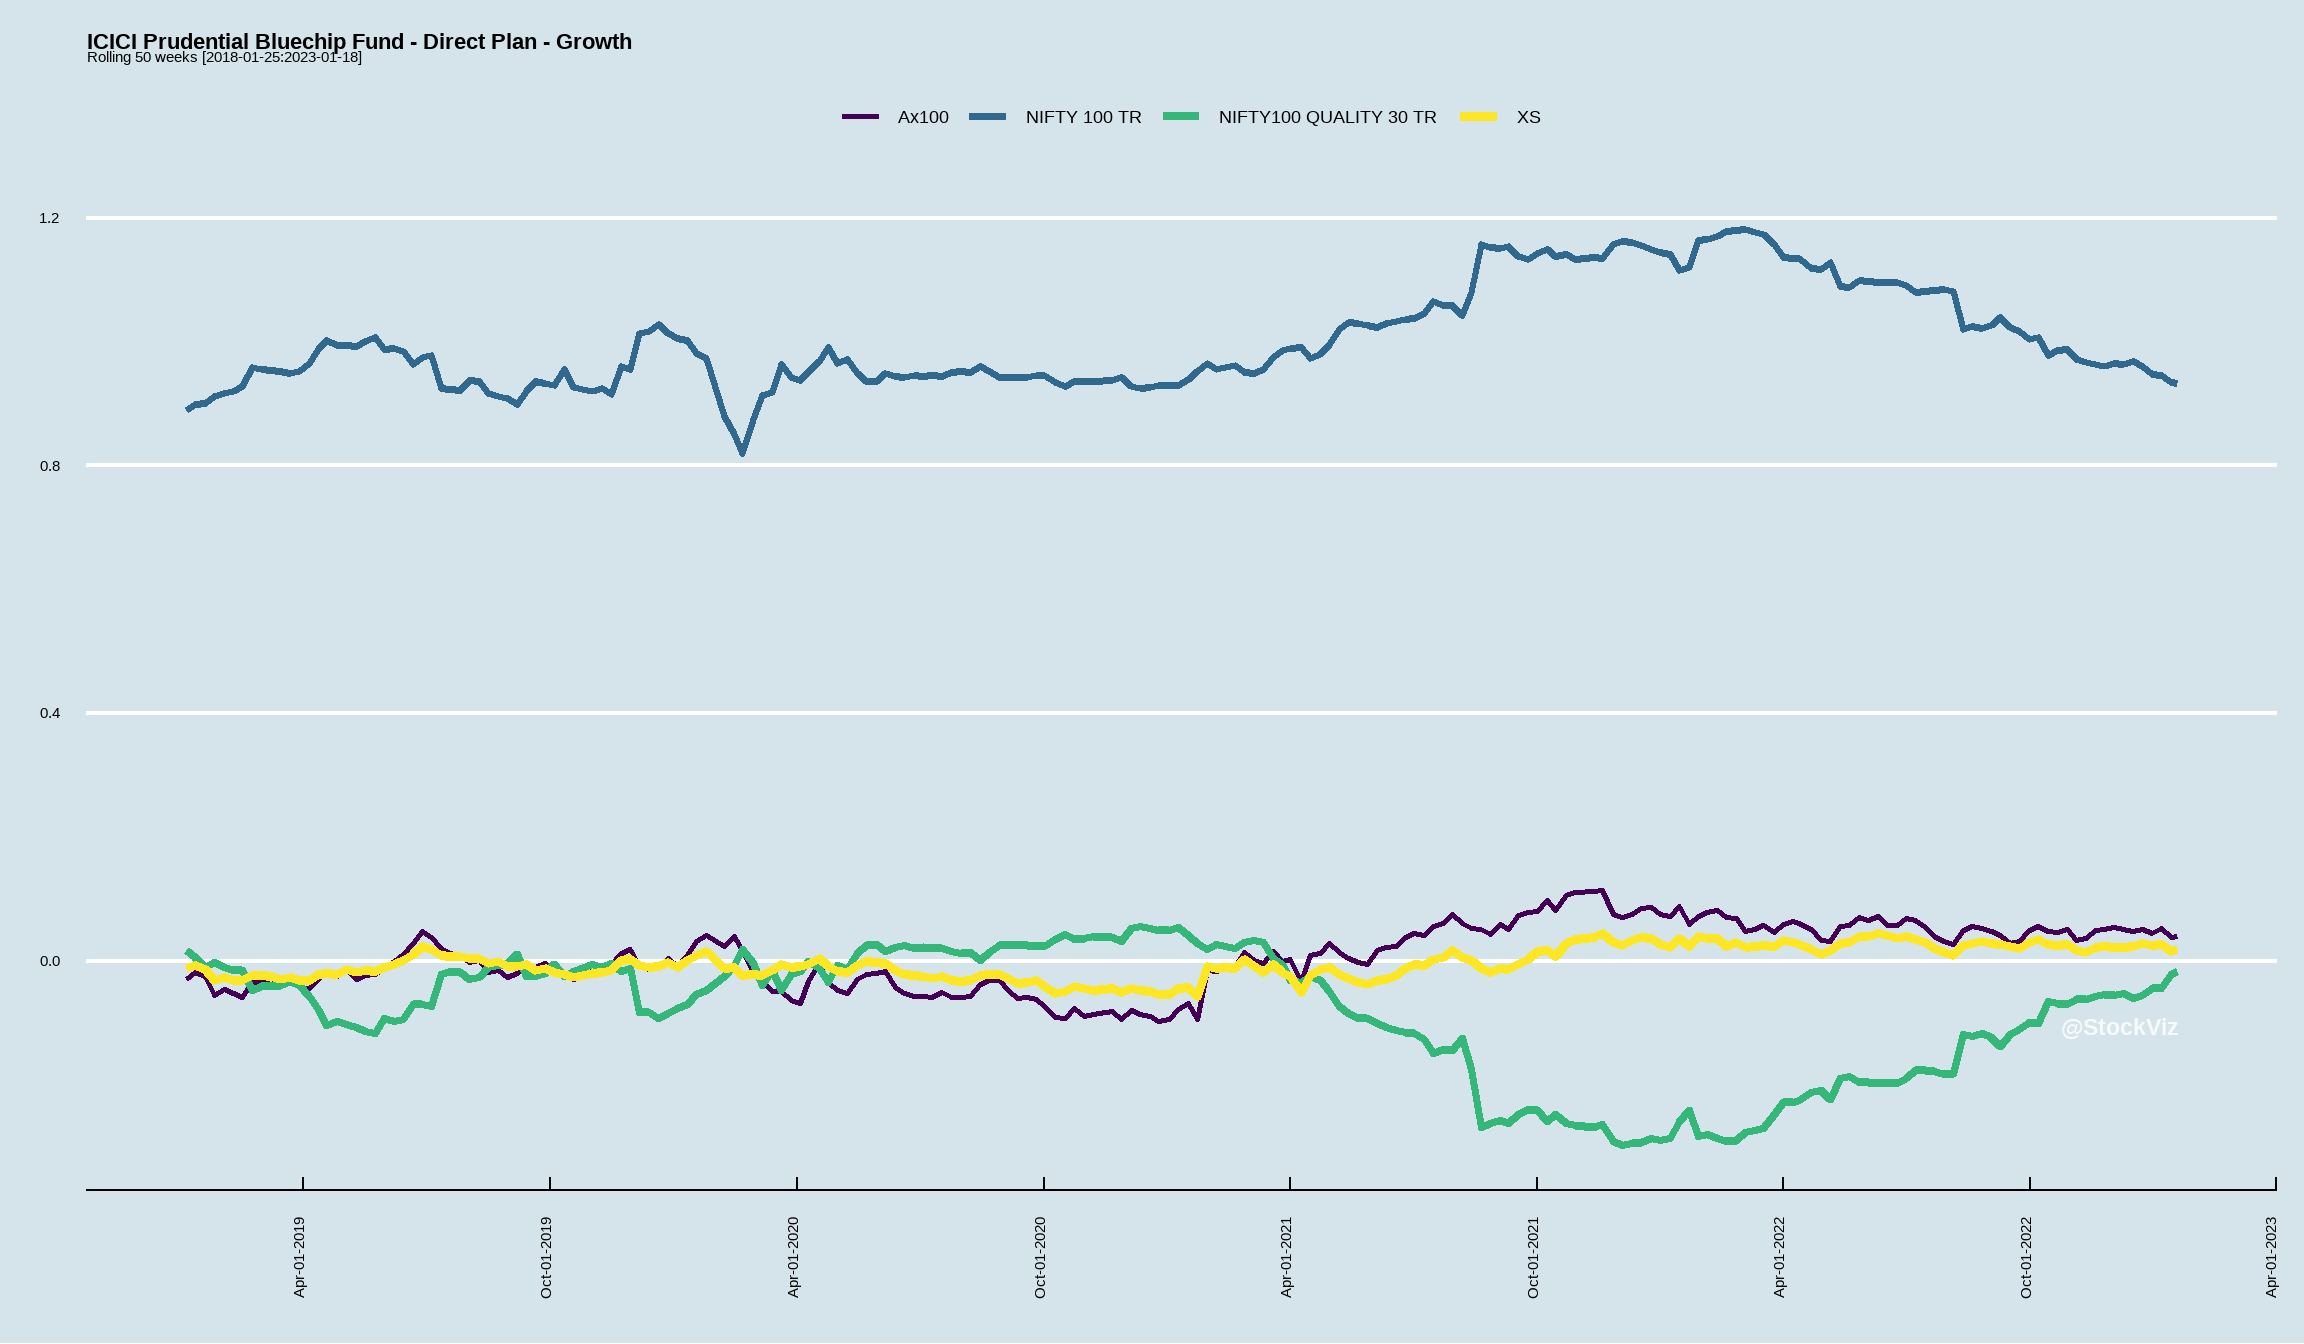 ICICI Prudential Bluechip Fund - Direct Plan - Growth
Rolling 50 weeks [2018-01-25:2023-01-18]
Ax100 NIFTY 100 TR NIFTY100 QUALITY 30 TR XS
1.2
0.8
0.4
0.0
@StockViz
Apr-01-2019 Oct-01-2019 Apr-01-2020 Oct-01-2020 Apr-01-2021 Oct-01-2021 Apr-01-2022 Oct-01-2022 Apr-01-2023